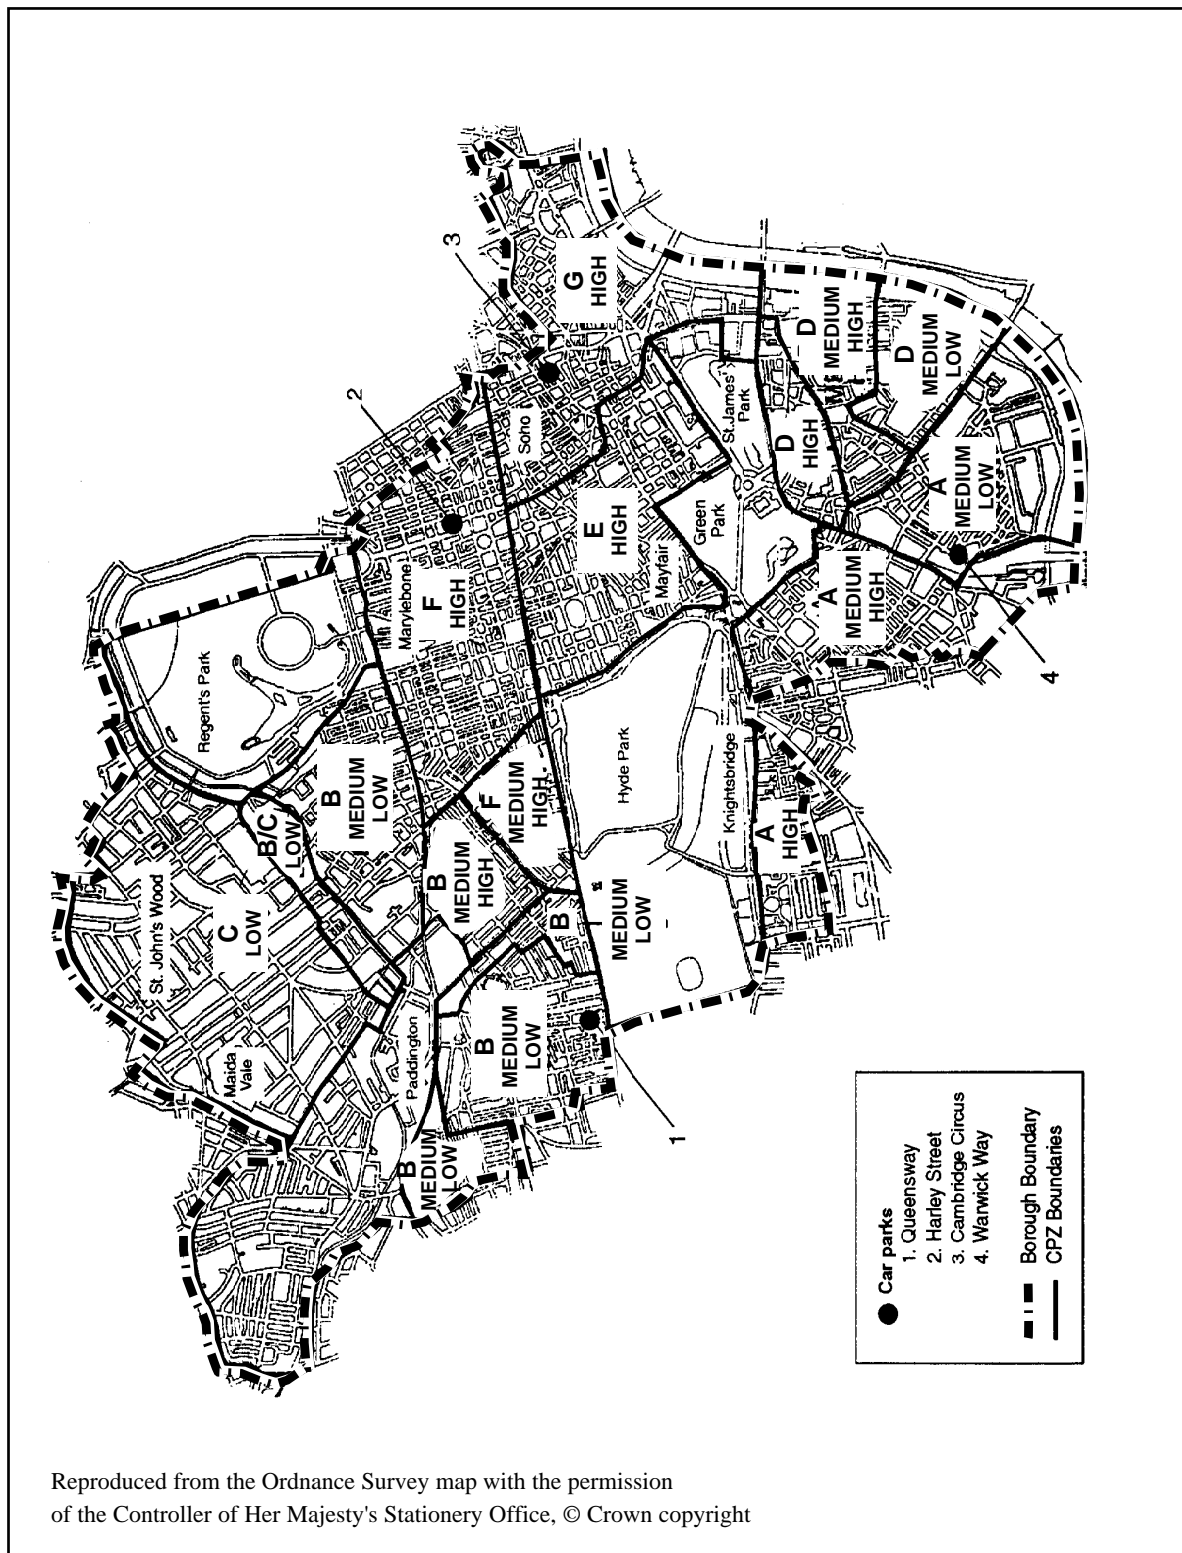 3
G
HIGH
2
Soho
St.James'
Park
D
MEDIUM
HIGH
D
MEDIUM
LOW
D
HIGH
A
MEDIUM
LOW
E
HIGH
Green
Park
Mayfair
Marylebone
F
HIGH
A
MEDIUM
HIGH
4
Regent's Park
Hyde Park
Knightsbridge
B
MEDIUM
LOW
F
MEDIUM
HIGH
A
HIGH
B/C
LOW
B
MEDIUM
HIGH
B
MEDIUM
LOW
St. John's Wood
C
LOW
B
MEDIUM
LOW
Maida
Vale
Paddington
B
MEDIUM
LOW
1
Car parks
1. Queensway
2. Harley Street
3. Cambridge Circus
4. Warwick Way
Borough Boundary
CPZ Boundaries
Reproduced from the Ordnance Survey map with the permission
of the Controller of Her Majesty's Stationery Office, © Crown copyright